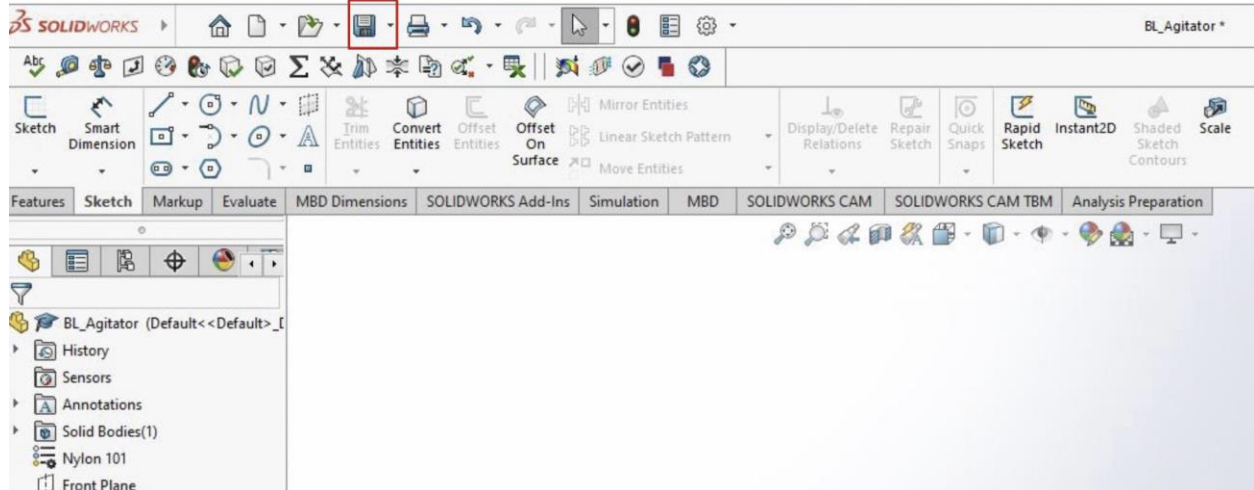 SOLIDWORKS
BL_Agitator *
Abc
Sketch
Smart
Dimension
Trim
Entities
Convert
Entities
Offset
Entities
Offset
On
Surface
Mirror Entities
Linear Sketch Pattern
Move Entities
Display/Delete
Relations
Repair
Sketch
Quick
Snaps
Rapid
Sketch
Instant2D
Shaded
Sketch
Contours
Scale
Features Sketch Markup Evaluate MBD Dimensions SOLIDWORKS Add-Ins Simulation MBD SOLIDWORKS CAM SOLIDWORKS CAM TBM Analysis Preparation
BL_Agitator (Default<<Default>_D
History
Sensors
Annotations
Solid Bodies(1)
Nylon 101
Front Plane